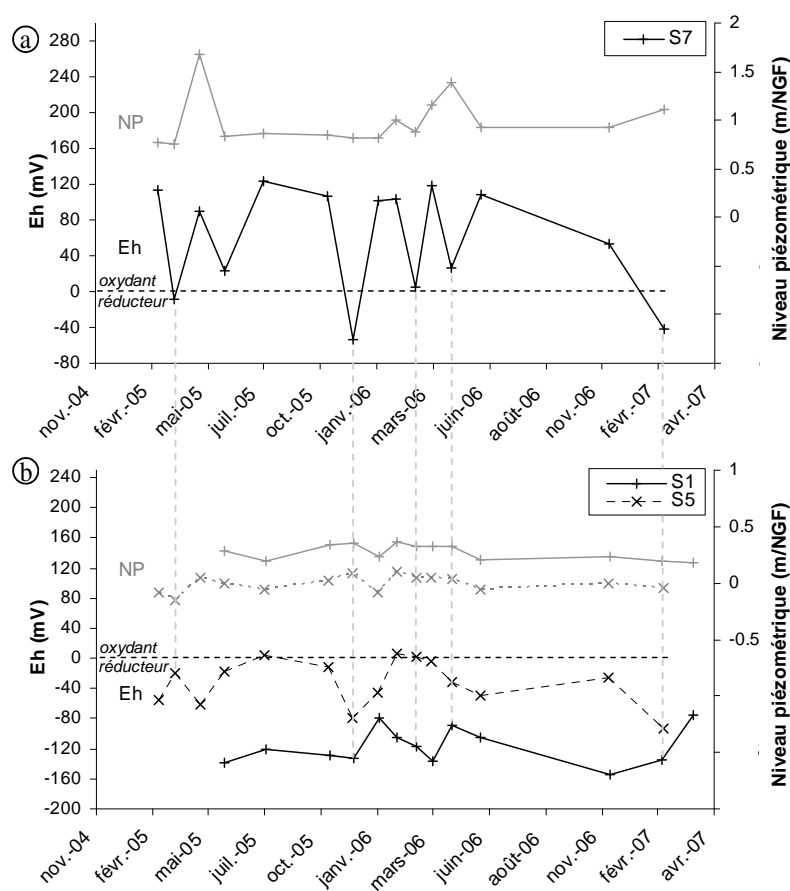 a
S7
Eh (mV)
280
240
200
160
120
80
40
0
-40
-80
NP
Eh
oxydant
réducteur
2
1.5
1
0.5
0
Niveau piézométrique (m/NGF)
nov.-04
févr.-05
mai-05
juil.-05
oct.-05
janv.-06
mars-06
juin-06
août-06
nov.-06
févr.-07
avr.-07
b
S1
S5
Eh (mV)
240
200
160
120
80
40
0
-40
-80
-120
-160
-200
NP
oxydant
réducteur
Eh
1
0.5
0
-0.5
Niveau piézométrique (m/NGF)
nov.-04
févr.-05
mai-05
juil.-05
oct.-05
janv.-06
mars-06
juin-06
août-06
nov.-06
févr.-07
avr.-07